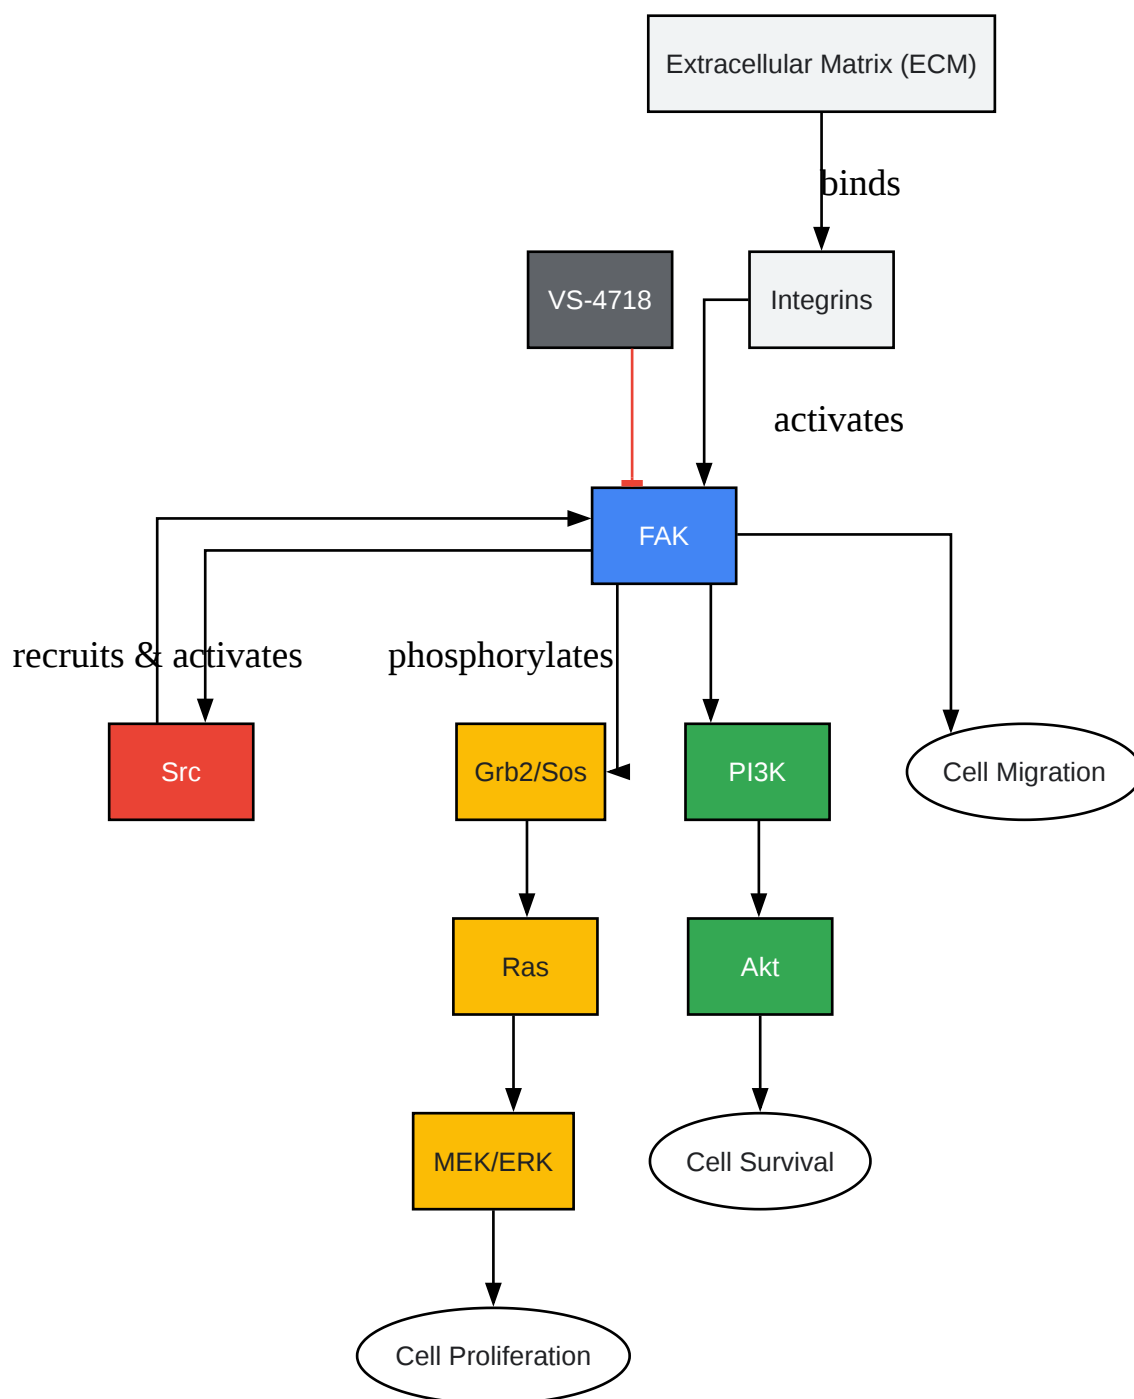 Extracellular Matrix (ECM)
binds
VS-4718
Integrins
activates
FAK
recruits & activates
phosphorylates
Src
Grb2/Sos
PI3K
Cell Migration
Ras
Akt
MEK/ERK
Cell Survival
Cell Proliferation